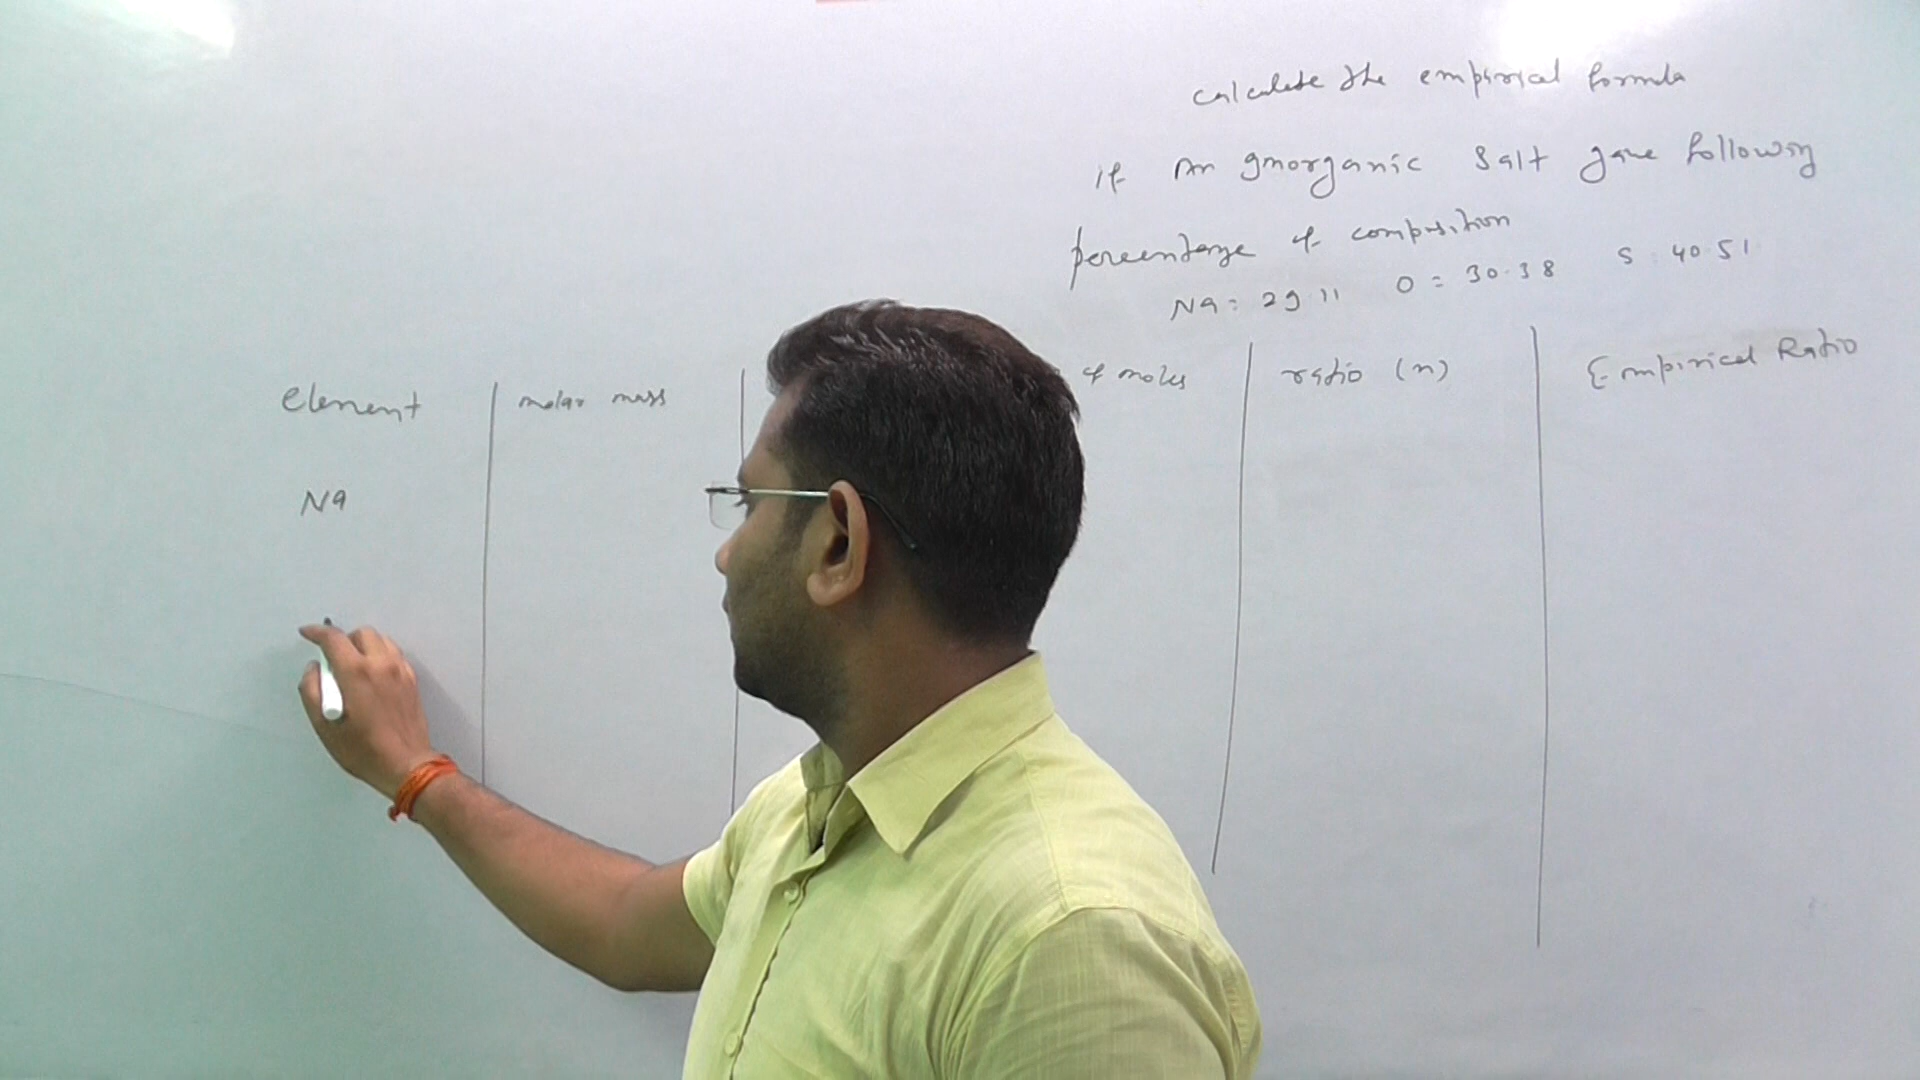 calculate the empirical formula
if An inorganic Salt gave following
percentage of composition
Na = 29.11 O = 30.38 S : 40.51
element molar mass of moles ratio (n) Empirical Ratio
Na